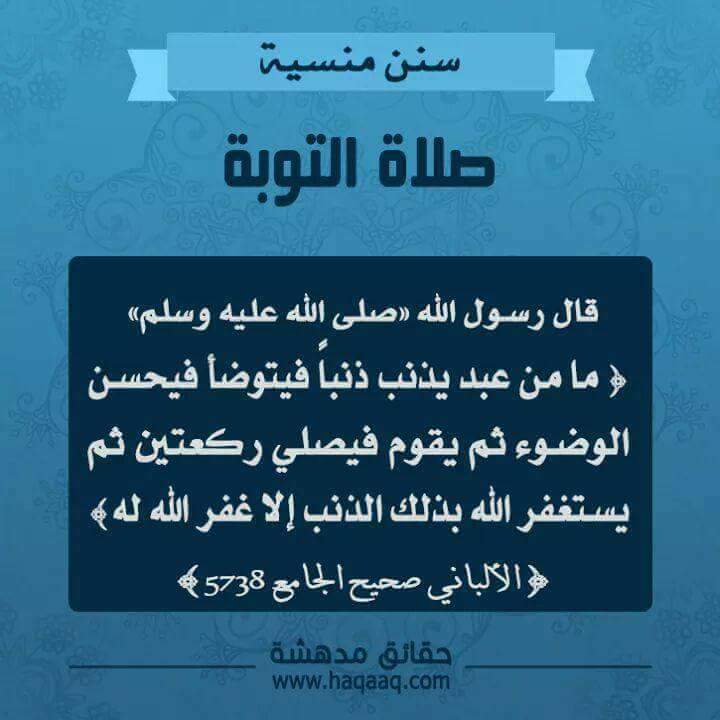 سنن منسية
صلاة التوبة
قال رسول الله «صلى الله عليه وسلم»
﴿ ما من عبد يذنب ذنباً فيتوضأ فيحسن
الوضوء ثم يقوم فيصلي ركعتين ثم
يستغفر الله بذلك الذنب إلا غفر الله له ﴾
﴿ الألباني صحيح الجامع 5738 ﴾
حقائق مدهشة
www.haqaaq.com